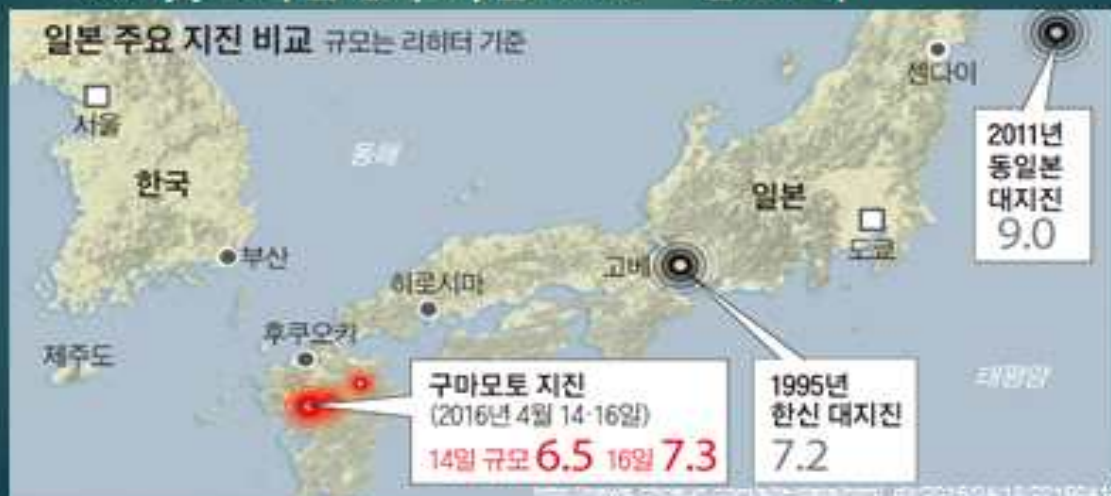 일본 주요 지진 비교 규모는 리히터 기준
센다이
서울
2011년
동일본
대지진
9.0
동해
한국
일본
도쿄
부산
고베
히로시마
후쿠오카
제주도
구마모토 지진
(2016년 4월 14·16일)
14일 규모 6.5 16일 7.3
1995년
한신 대지진
7.2
태평양